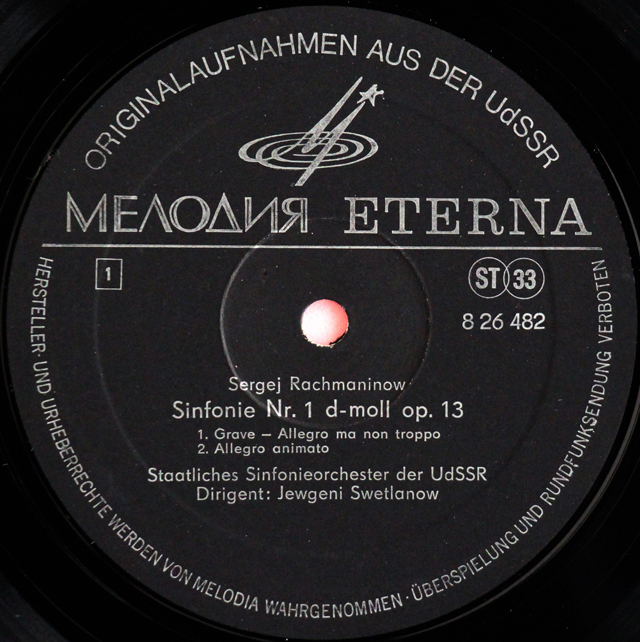 ORIGINALAUFNAHMEN AUS DER UdSSR
МЕЛОДИЯ ETERNA
1
ST 33
8 26 482
Sergej Rachmaninow
Sinfonie Nr. 1 d-moll op. 13
1. Grave – Allegro ma non troppo
2. Allegro animato
Staatliches Sinfonieorchester der UdSSR
Dirigent: Jewgeni Swetlanow
HERSTELLER- UND URHEBERRECHTE WERDEN VON MELODIA WAHRGENOMMEN · ÜBERSPIELUNG UND RUNDFUNKSENDUNG VERBOTEN